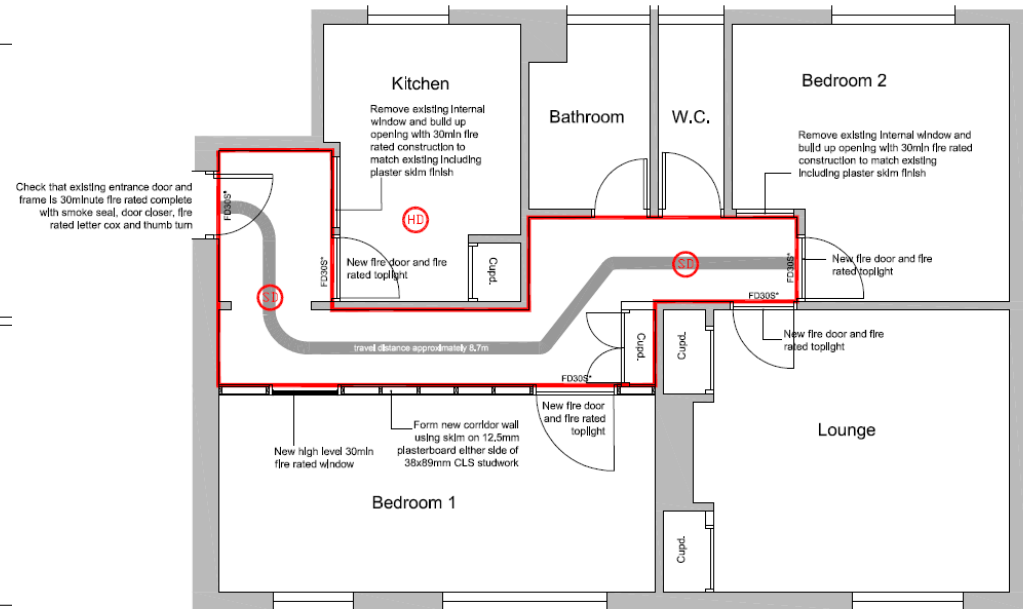 Kitchen
Remove existing internal
window and build up
opening with 30min fire
rated construction to
match existing including
plaster skim finish
HD
Bathroom
W.C.
Bedroom 2
Remove existing internal window and
build up opening with 30min fire rated
construction to match existing
including plaster skim finish
Check that existing entrance door and
frame is 30minute fire rated complete
with smoke seal, door closer, fire
rated letter cox and thumb turn
FD30S*
New fire door and fire
rated toplight
FD30S*
Cupd.
SD
SD
FD30S*
New fire door and fire
rated toplight
FD30S*
New fire door and fire
rated toplight
travel distance approximately 8.7m
Cupd.
Cupd.
FD30S*
New fire door
and fire rated
toplight
New high level 30min
fire rated window
Form new corridor wall
using skim on 12.5mm
plasterboard either side of
38x89mm CLS studwork
Lounge
Bedroom 1
Cupd.